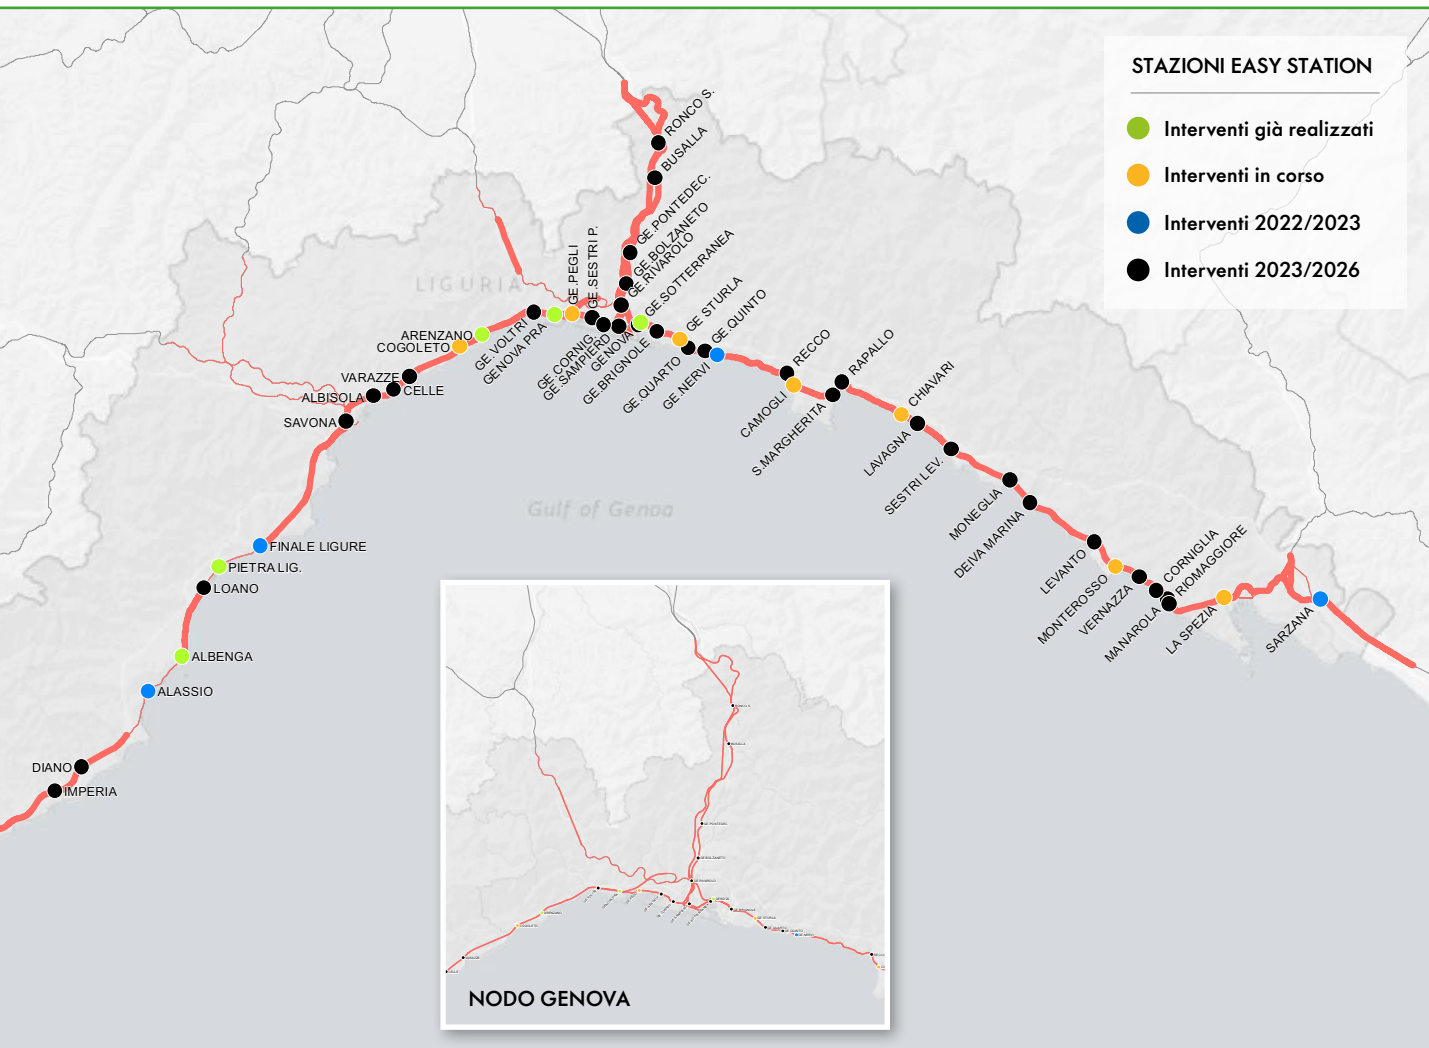 STAZIONI EASY STATION
Interventi già realizzati
Interventi in corso
Interventi 2022/2023
Interventi 2023/2026
RONCO S.
BUSALLA
GE.PONTEDEC.
GE.BOLZANETO
GE.RIVAROLO
GE.SOTTERRANEA
GE.PEGLI
GE.SESTRI P.
LIGURIA
GE STURLA
GE.QUINTO
ARENZANO
COGOLETO
GE.VOLTRI
GENOVA PRA
GE.CORNIG.
GE.SAMPIERD
GENOVA
GE.BRIGNOLE
GE.QUARTO
GE.NERVI
RECCO
RAPALLO
CAMOGLI
S.MARGHERITA
CHIAVARI
LAVAGNA
SESTRI LEV.
VARAZZE
CELLE
ALBISOLA
SAVONA
Gulf of Genoa
MONEGLIA
DEIVA MARINA
LEVANTO
MONTEROSSO
VERNAZZA
CORNIGLIA
RIOMAGGIORE
MANAROLA
LA SPEZIA
SARZANA
FINALE LIGURE
PIETRA LIG.
LOANO
ALBENGA
ALASSIO
DIANO
IMPERIA
NODO GENOVA